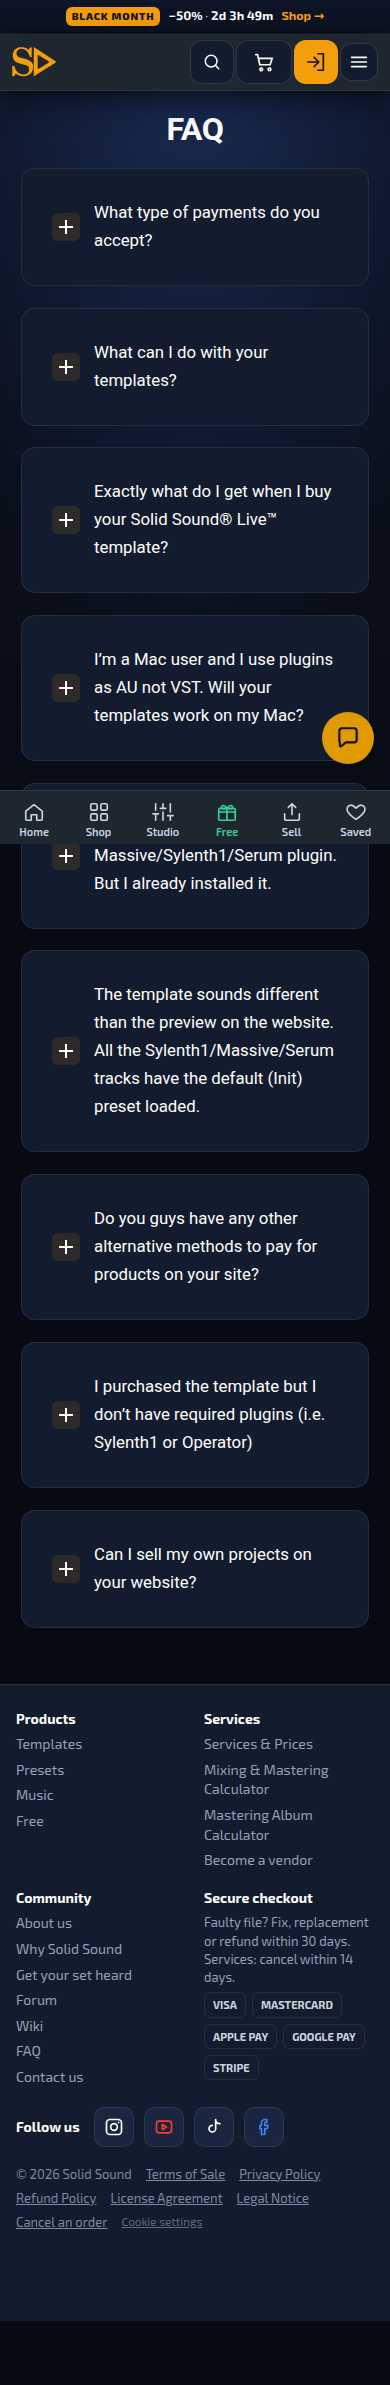 BLACK MONTH −50% · 2d 3h 49m Shop →
SD
FAQ
What type of payments do you
accept?
What can I do with your
templates?
Exactly what do I get when I buy
your Solid Sound® Live™
template?
I’m a Mac user and I use plugins
as AU not VST. Will your
templates work on my Mac?
Home Shop Studio Free Sell Saved
Massive/Sylenth1/Serum plugin.
But I already installed it.
The template sounds different
than the preview on the website.
All the Sylenth1/Massive/Serum
tracks have the default (Init)
preset loaded.
Do you guys have any other
alternative methods to pay for
products on your site?
I purchased the template but I
don’t have required plugins (i.e.
Sylenth1 or Operator)
Can I sell my own projects on
your website?
Products
Templates
Presets
Music
Free
Services
Services & Prices
Mixing & Mastering
Calculator
Mastering Album
Calculator
Become a vendor
Community
About us
Why Solid Sound
Get your set heard
Forum
Wiki
FAQ
Contact us
Secure checkout
Faulty file? Fix, replacement
or refund within 30 days.
Services: cancel within 14
days.
VISA MASTERCARD
APPLE PAY GOOGLE PAY
STRIPE
Follow us
© 2026 Solid Sound Terms of Sale Privacy Policy
Refund Policy License Agreement Legal Notice
Cancel an order Cookie settings